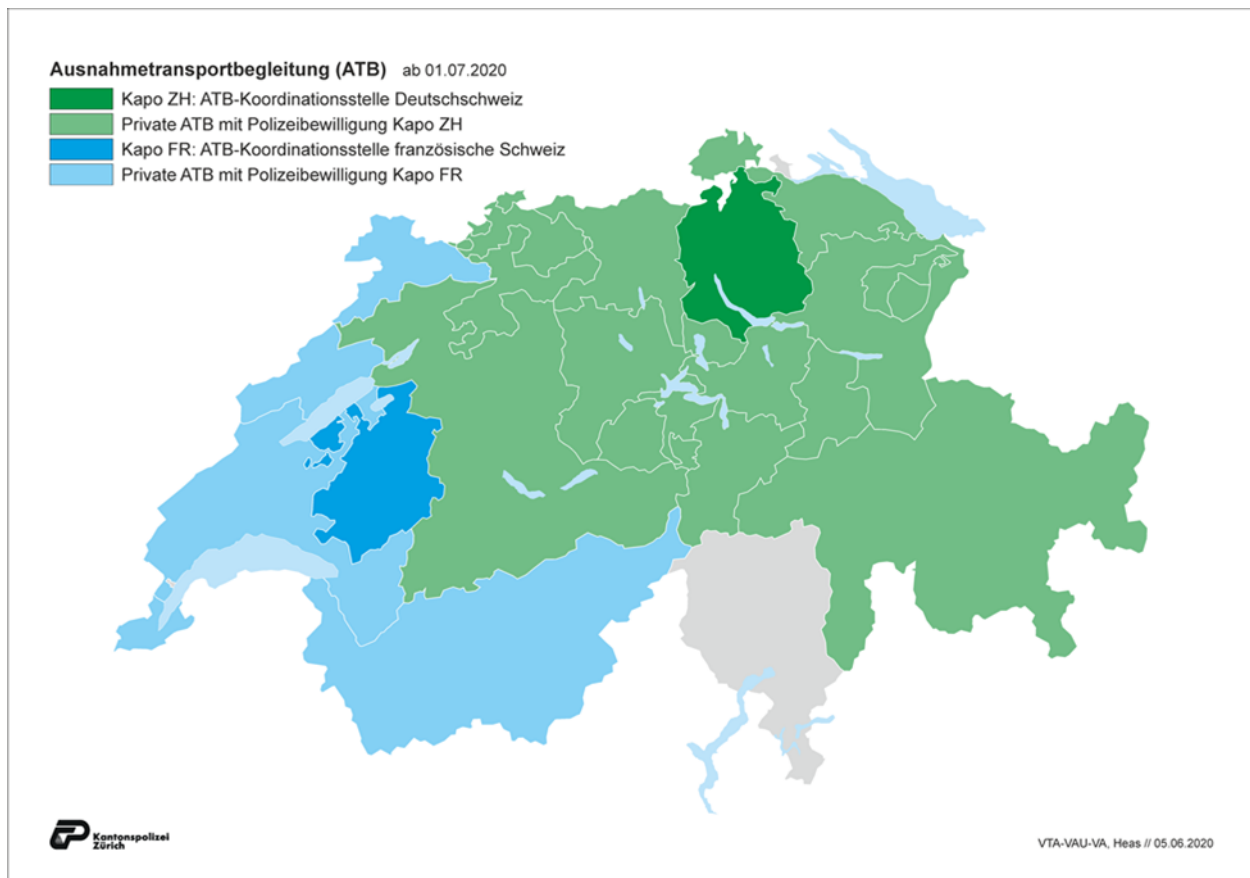 Ausnahmetransportbegleitung (ATB) ab 01.07.2020
Kapo ZH: ATB-Koordinationsstelle Deutschschweiz
Private ATB mit Polizeibewilligung Kapo ZH
Kapo FR: ATB-Koordinationsstelle französische Schweiz
Private ATB mit Polizeibewilligung Kapo FR
Kantonspolizei
Zürich
VTA-VAU-VA, Heas // 05.06.2020